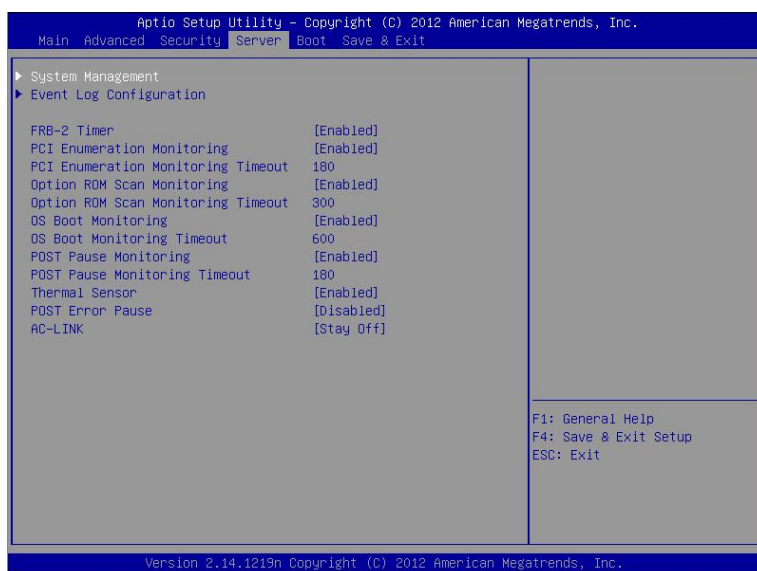 Aptio Setup Utility – Copyright (C) 2012 American Megatrends, Inc.
Main Advanced Security Server Boot Save & Exit
System Management
Event Log Configuration
FRB-2 Timer [Enabled]
PCI Enumeration Monitoring [Enabled]
PCI Enumeration Monitoring Timeout 180
Option ROM Scan Monitoring [Enabled]
Option ROM Scan Monitoring Timeout 300
OS Boot Monitoring [Enabled]
OS Boot Monitoring Timeout 600
POST Pause Monitoring [Enabled]
POST Pause Monitoring Timeout 180
Thermal Sensor [Enabled]
POST Error Pause [Disabled]
AC-LINK [Stay Off]
F1: General Help
F4: Save & Exit Setup
ESC: Exit
Version 2.14.1219n Copyright (C) 2012 American Megatrends, Inc.